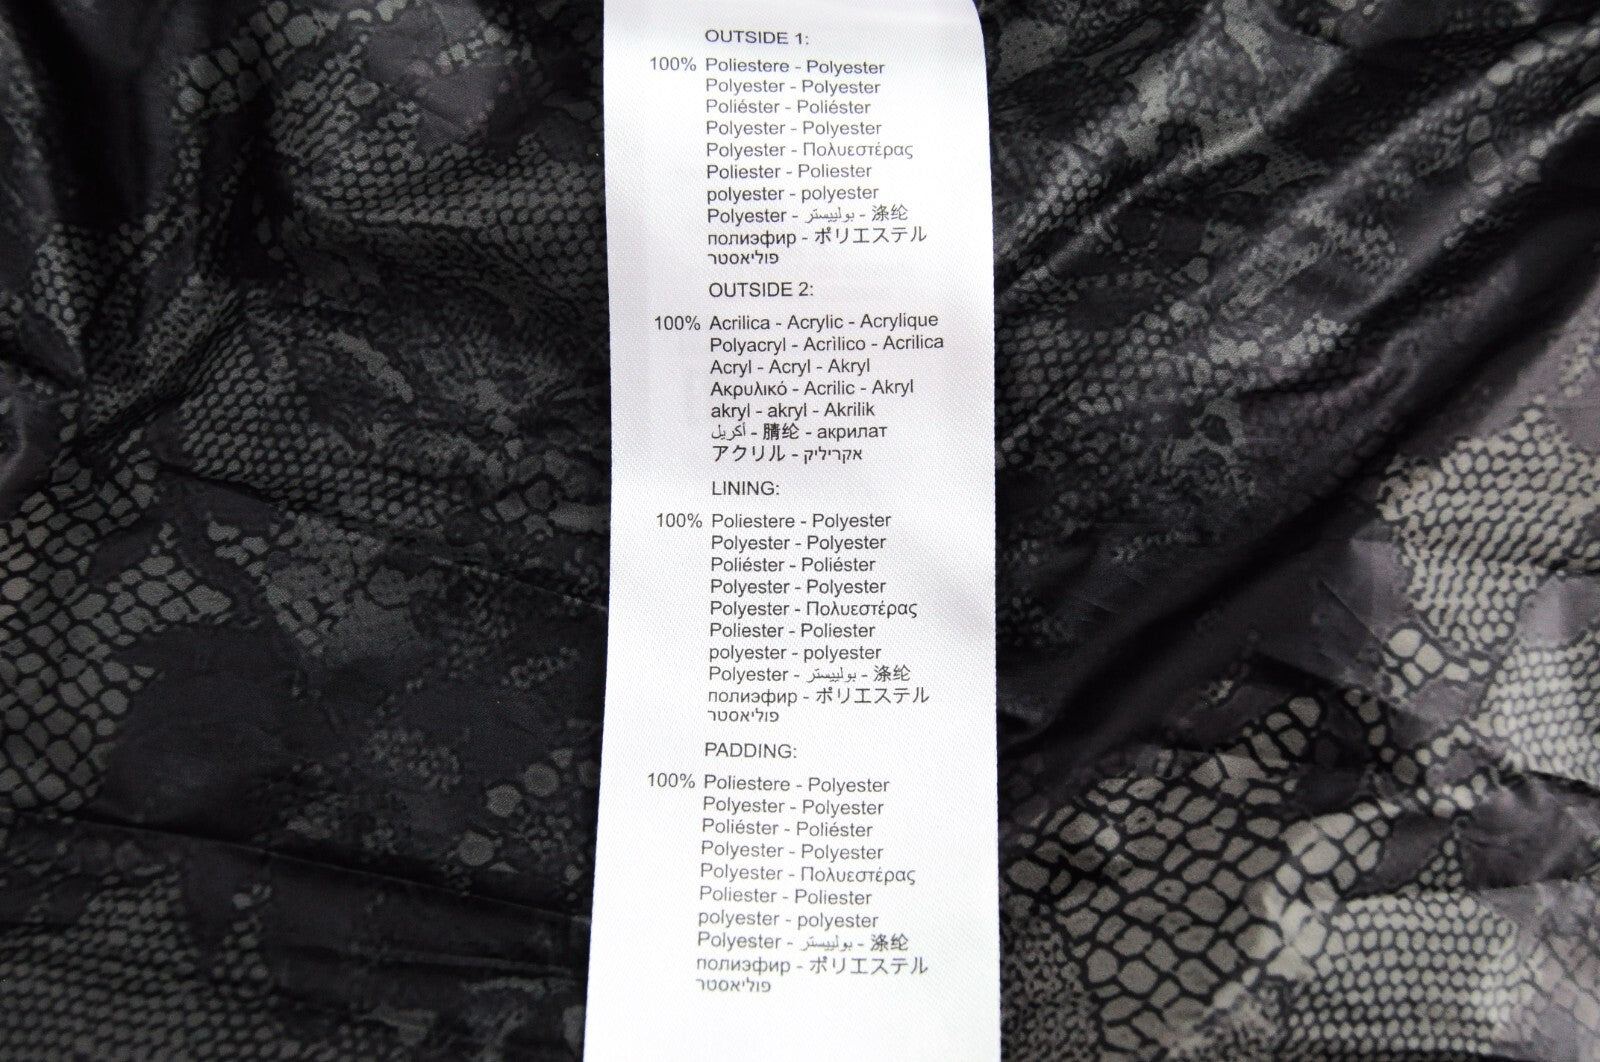 OUTSIDE 1:
100% Poliestere - Polyester
Polyester - Polyester
Poliéster - Poliéster
Polyester - Polyester
Polyester - Πολυεστέρας
Poliester - Poliester
polyester - polyester
Polyester - بولييستر - 涤纶
полиэфир - ポリエステル
פוליאסטר
OUTSIDE 2:
100% Acrilica - Acrylic - Acrylique
Polyacryl - Acrìlico - Acrilica
Acryl - Acryl - Akryl
Ακρυλικό - Acrilic - Akryl
akryl - akryl - Akrilik
أكريل - 腈纶 - акрилат
アクリル - אקריליק
LINING:
100% Poliestere - Polyester
Polyester - Polyester
Poliéster - Poliéster
Polyester - Polyester
Polyester - Πολυεστέρας
Poliester - Poliester
polyester - polyester
Polyester - بولييستر - 涤纶
полиэфир - ポリエステル
פוליאסטר
PADDING:
100% Poliestere - Polyester
Polyester - Polyester
Poliéster - Poliéster
Polyester - Polyester
Polyester - Πολυεστέρας
Poliester - Poliester
polyester - polyester
Polyester - بولييستر - 涤纶
полиэфир - ポリエステル
פוליאסטר